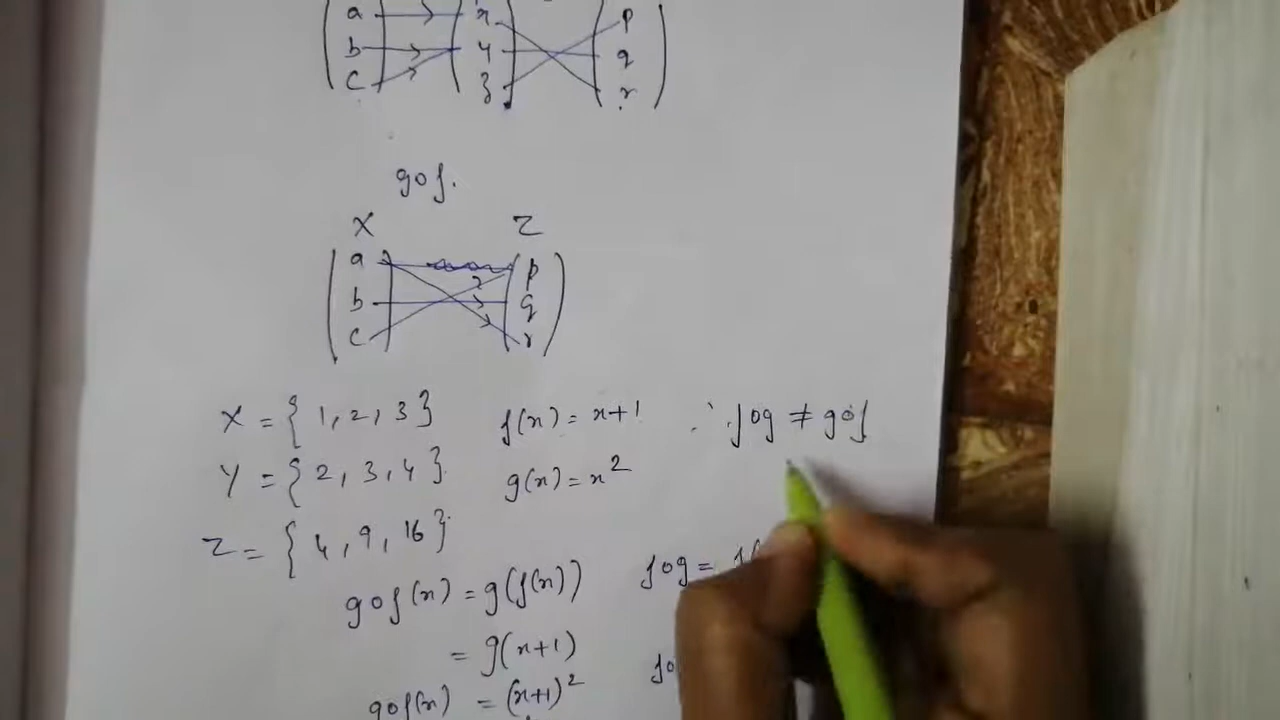 a x p
b y q
c z r
gof.
X Z
a p
b q
c r
X = { 1, 2, 3 } f(x) = x+1 ∴ fog ≠ gof
Y = { 2, 3, 4 } g(x) = x²
Z = { 4, 9, 16 }
gof(x) = g(f(x)) fog =
= g(x+1)
gof(x) = (x+1)²